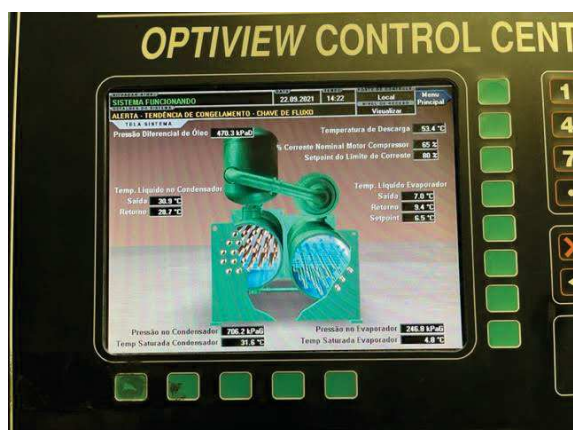 OPTIVIEW CONTROL CENT
SISTEMA FUNCIONANDO
22.09.2021
14:22
Local
Menu Principal
Visualizar
ALERTA - TENDÊNCIA DE CONGELAMENTO - CHAVE DE FLUXO
TELA SISTEMA
Pressão Diferencial de Óleo 470.3 kPaD
Temperatura de Descarga 53.4 °C
% Corrente Nominal Motor Compressor 65 %
Setpoint do Limite de Corrente 80 %
Temp. Líquido no Condensador
Saída 30.9 °C
Retorno 28.7 °C
Temp. Líquido Evaporador
Saída 7.0 °C
Retorno 9.4 °C
Setpoint 6.5 °C
Pressão no Condensador 706.2 kPaG
Temp Saturada Condensador 31.6 °C
Pressão no Evaporador 246.8 kPaG
Temp Saturada Evaporador 4.8 °C
1
4
7